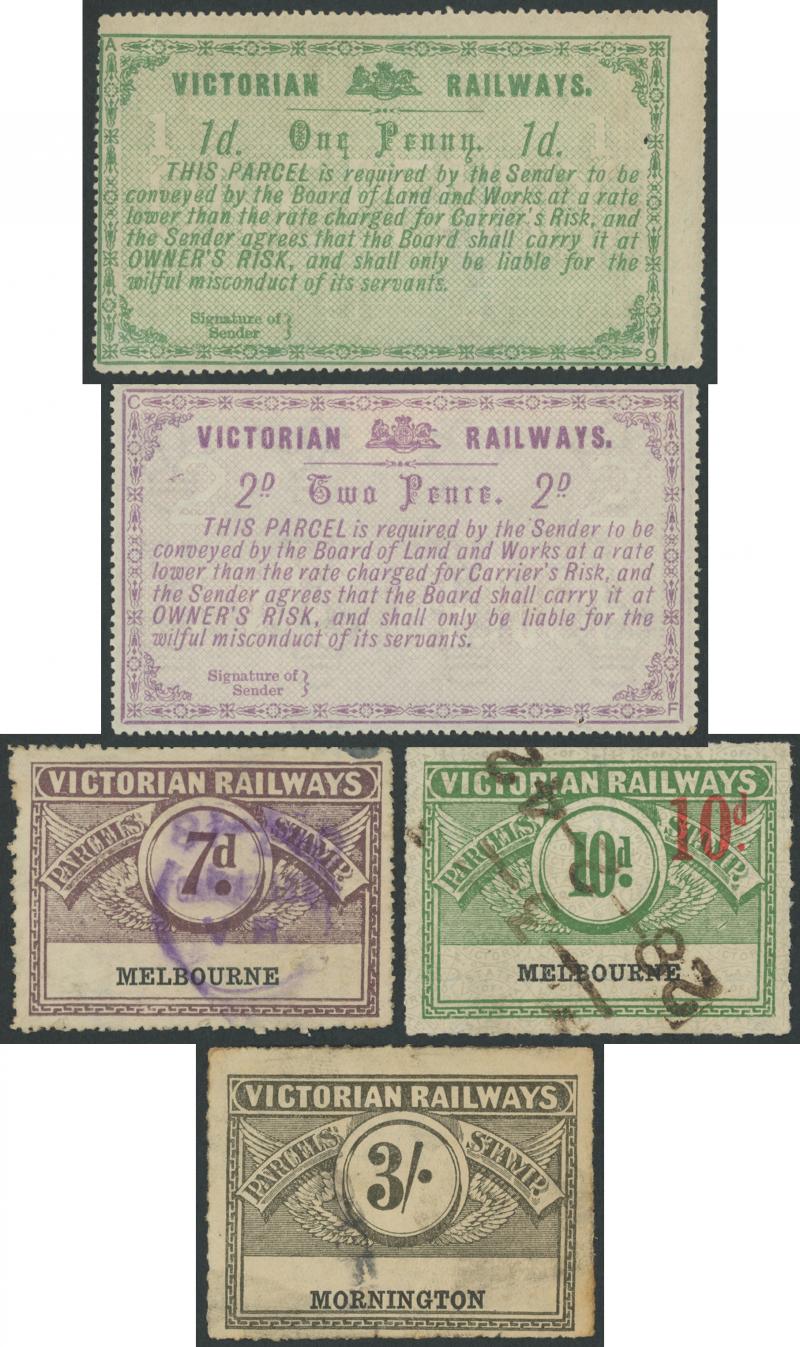 A
VICTORIAN RAILWAYS.
1 1d. One Penny. 1d.
THIS PARCEL is required by the Sender to be
conveyed by the Board of Land and Works at a rate
lower than the rate charged for Carrier's Risk, and
the Sender agrees that the Board shall carry it at
OWNER'S RISK, and shall only be liable for the
wilful misconduct of its servants.
Signature of
Sender }
9
C
VICTORIAN RAILWAYS.
2D Two Pence. 2D
THIS PARCEL is required by the Sender to be
conveyed by the Board of Land and Works at a rate
lower than the rate charged for Carrier's Risk, and
the Sender agrees that the Board shall carry it at
OWNER'S RISK, and shall only be liable for the
wilful misconduct of its servants.
Signature of
Sender }
F
VICTORIAN RAILWAYS
PARCELS STAMP.
7d.
MELBOURNE
VICTORIAN RAILWAYS
PARCELS STAMP.
10d. 10d.
MELBOURNE
VICTORIAN RAILWAYS
PARCELS STAMP.
3/-
MORNINGTON